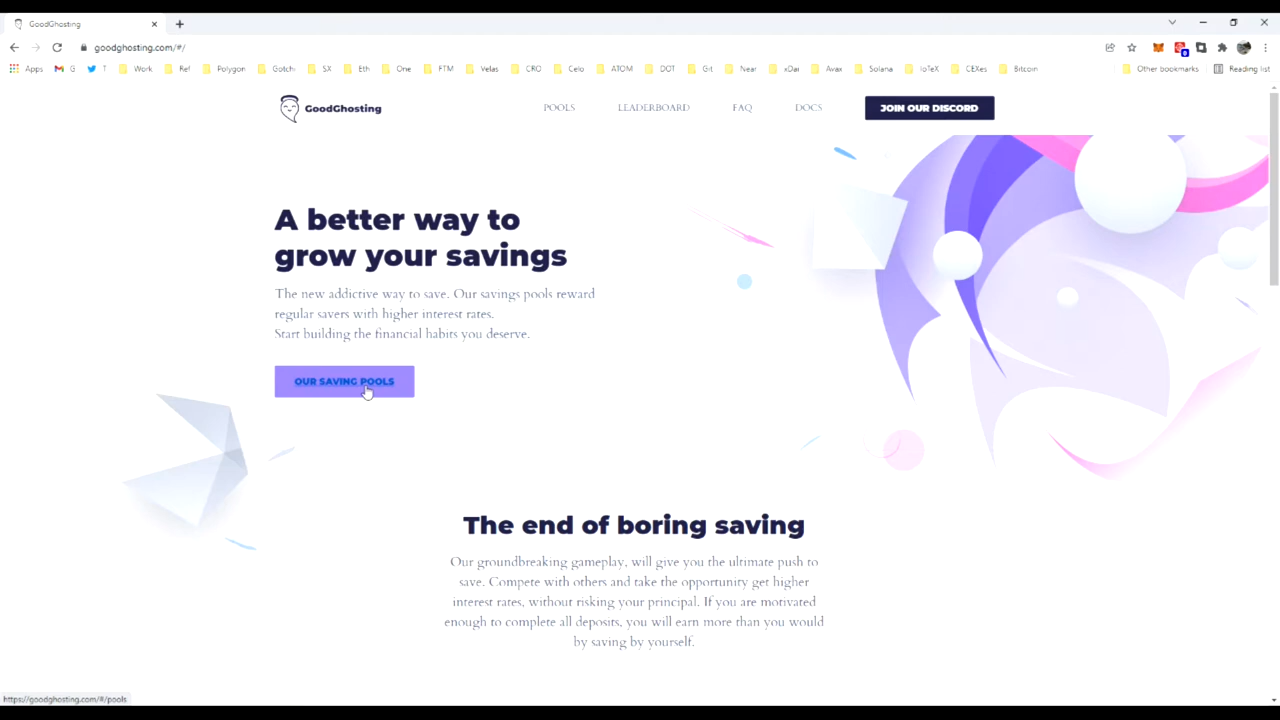 GoodGhosting
goodghosting.com/#/
Apps G T Work Ref Polygon Gotchi SX Eth One FTM CRO Celo ATOM DOT Git Near xDai Avax Solana IoTeX CEXes Bitcoin Other bookmarks Reading list
GoodGhosting POOLS LEADERBOARD FAQ DOCS JOIN OUR DISCORD
A better way to
grow your savings
The new addictive way to save. Our savings pools reward
regular savers with higher interest rates.
Start building the financial habits you deserve.
OUR SAVING POOLS
The end of boring saving
Our groundbreaking gameplay, will give you the ultimate push to
save. Compete with others and take the opportunity get higher
interest rates, without risking your principal. If you are motivated
enough to complete all deposits, you will earn more than you would
by saving by yourself.
https://goodghosting.com/#/pools